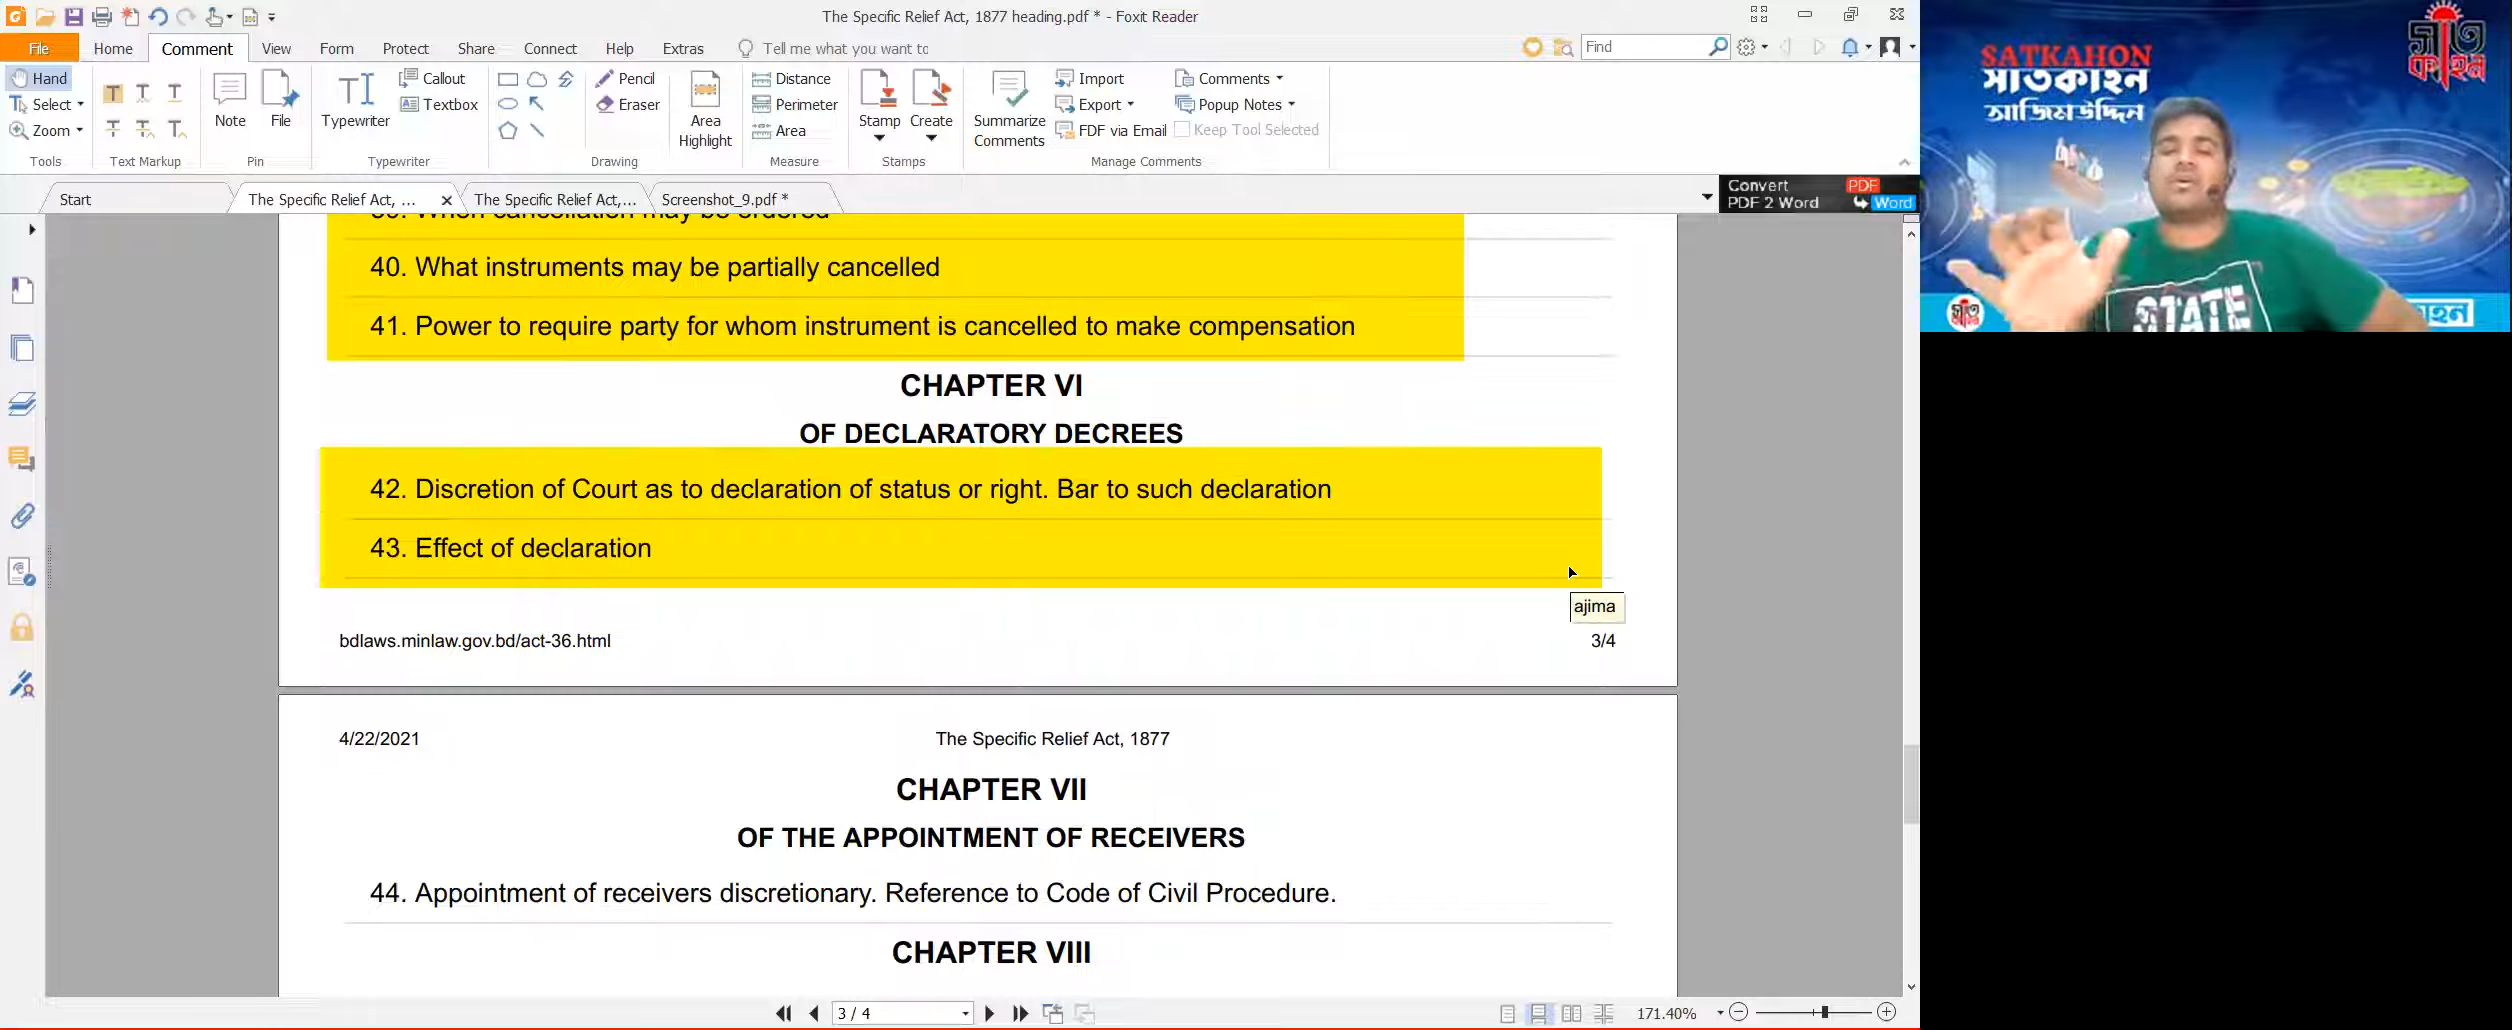 The Specific Relief Act, 1877 heading.pdf * - Foxit Reader
File Home Comment View Form Protect Share Connect Help Extras Tell me what you want to Find
Hand Callout Pencil Distance Import Comments
Select Textbox Eraser Perimeter Export Popup Notes
Zoom Note File Typewriter Area Highlight Area Stamp Create Summarize Comments FDF via Email Keep Tool Selected
Tools Text Markup Pin Typewriter Drawing Measure Stamps Manage Comments
Start The Specific Relief Act, ... The Specific Relief Act,... Screenshot_9.pdf *
Convert PDF
PDF 2 Word Word
39. When cancellation may be ordered
40. What instruments may be partially cancelled
41. Power to require party for whom instrument is cancelled to make compensation
CHAPTER VI
OF DECLARATORY DECREES
42. Discretion of Court as to declaration of status or right. Bar to such declaration
43. Effect of declaration
ajima
bdlaws.minlaw.gov.bd/act-36.html 3/4
4/22/2021 The Specific Relief Act, 1877
CHAPTER VII
OF THE APPOINTMENT OF RECEIVERS
44. Appointment of receivers discretionary. Reference to Code of Civil Procedure.
CHAPTER VIII
3 / 4 171.40%
SATKAHON
সাতকাহন
আজিম উদ্দিন
সাত
কাহন
STATE